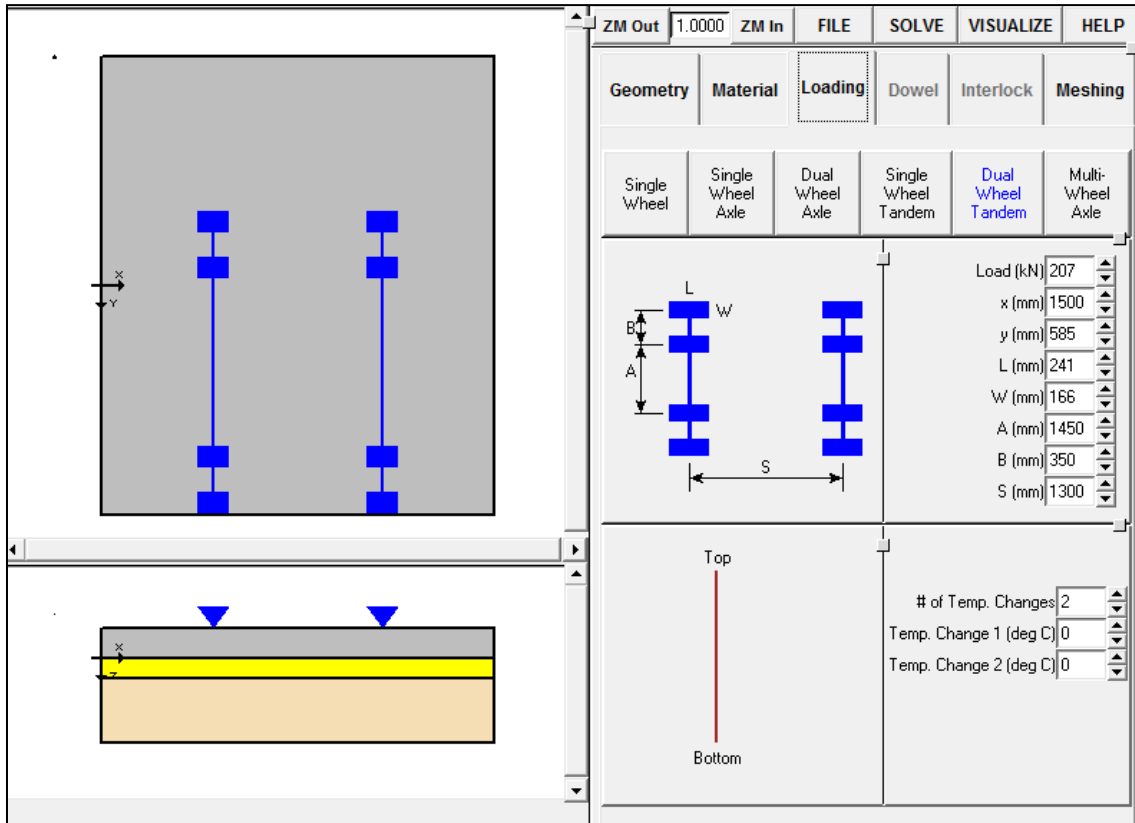 ZM Out 1.0000 ZM In FILE SOLVE VISUALIZE HELP
Geometry Material Loading Dowel Interlock Meshing
Single
Wheel
Single
Wheel
Axle
Dual
Wheel
Axle
Single
Wheel
Tandem
Dual
Wheel
Tandem
Multi-
Wheel
Axle
X
Y
L
W
B
A
S
Load (kN) 207
x (mm) 1500
y (mm) 585
L (mm) 241
W (mm) 166
A (mm) 1450
B (mm) 350
S (mm) 1300
X
Z
Top
Bottom
# of Temp. Changes 2
Temp. Change 1 (deg C) 0
Temp. Change 2 (deg C) 0